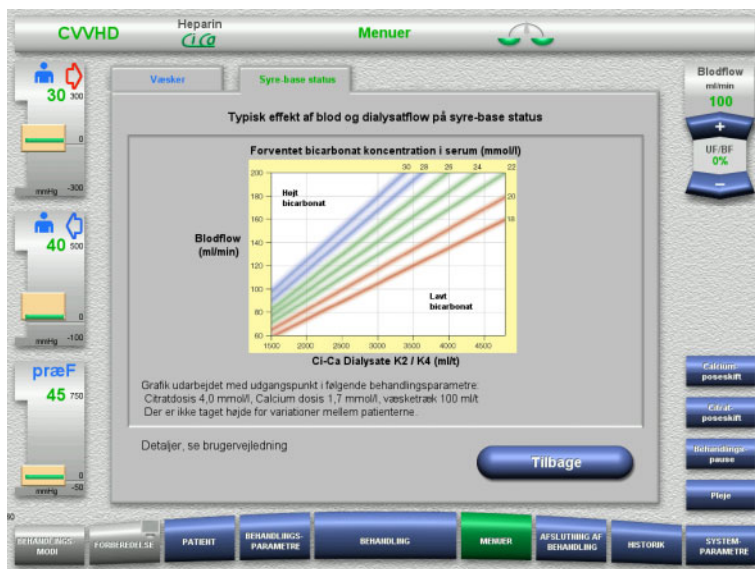 CVVHD
Heparin
CiCa
Menuer
30
300
0
mmHg
-300
40
500
0
mmHg
-100
præF
45
750
0
mmHg
-50
Væsker
Syre-base status
Typisk effekt af blod og dialysatflow på syre-base status
Forventet bicarbonat koncentration i serum (mmol/l)
30 28 26 24 22
200
180
160
140
120
100
80
60
Højt
bicarbonat
20
18
Blodflow
(ml/min)
Lavt
bicarbonat
1500 2000 2500 3000 3500 4000 4500
Ci-Ca Dialysate K2 / K4 (ml/t)
Grafik udarbejdet med udgangspunkt i følgende behandlingsparametre:
Citratdosis 4,0 mmol/l, Calcium dosis 1,7 mmol/l, væsketræk 100 ml/t
Der er ikke taget højde for variationer mellem patienterne.
Detaljer, se brugervejledning
Tilbage
Blodflow
ml/min
100
+
UF/BF
0%
−
Calcium-
poseskift
Citrat-
poseskift
Behandlings-
pause
Pleje
BEHANDLINGS-
MODI
FORBEREDELSE
PATIENT
BEHANDLINGS-
PARAMETRE
BEHANDLING
MENUER
AFSLUTNING AF
BEHANDLING
HISTORIK
SYSTEM-
PARAMETRE